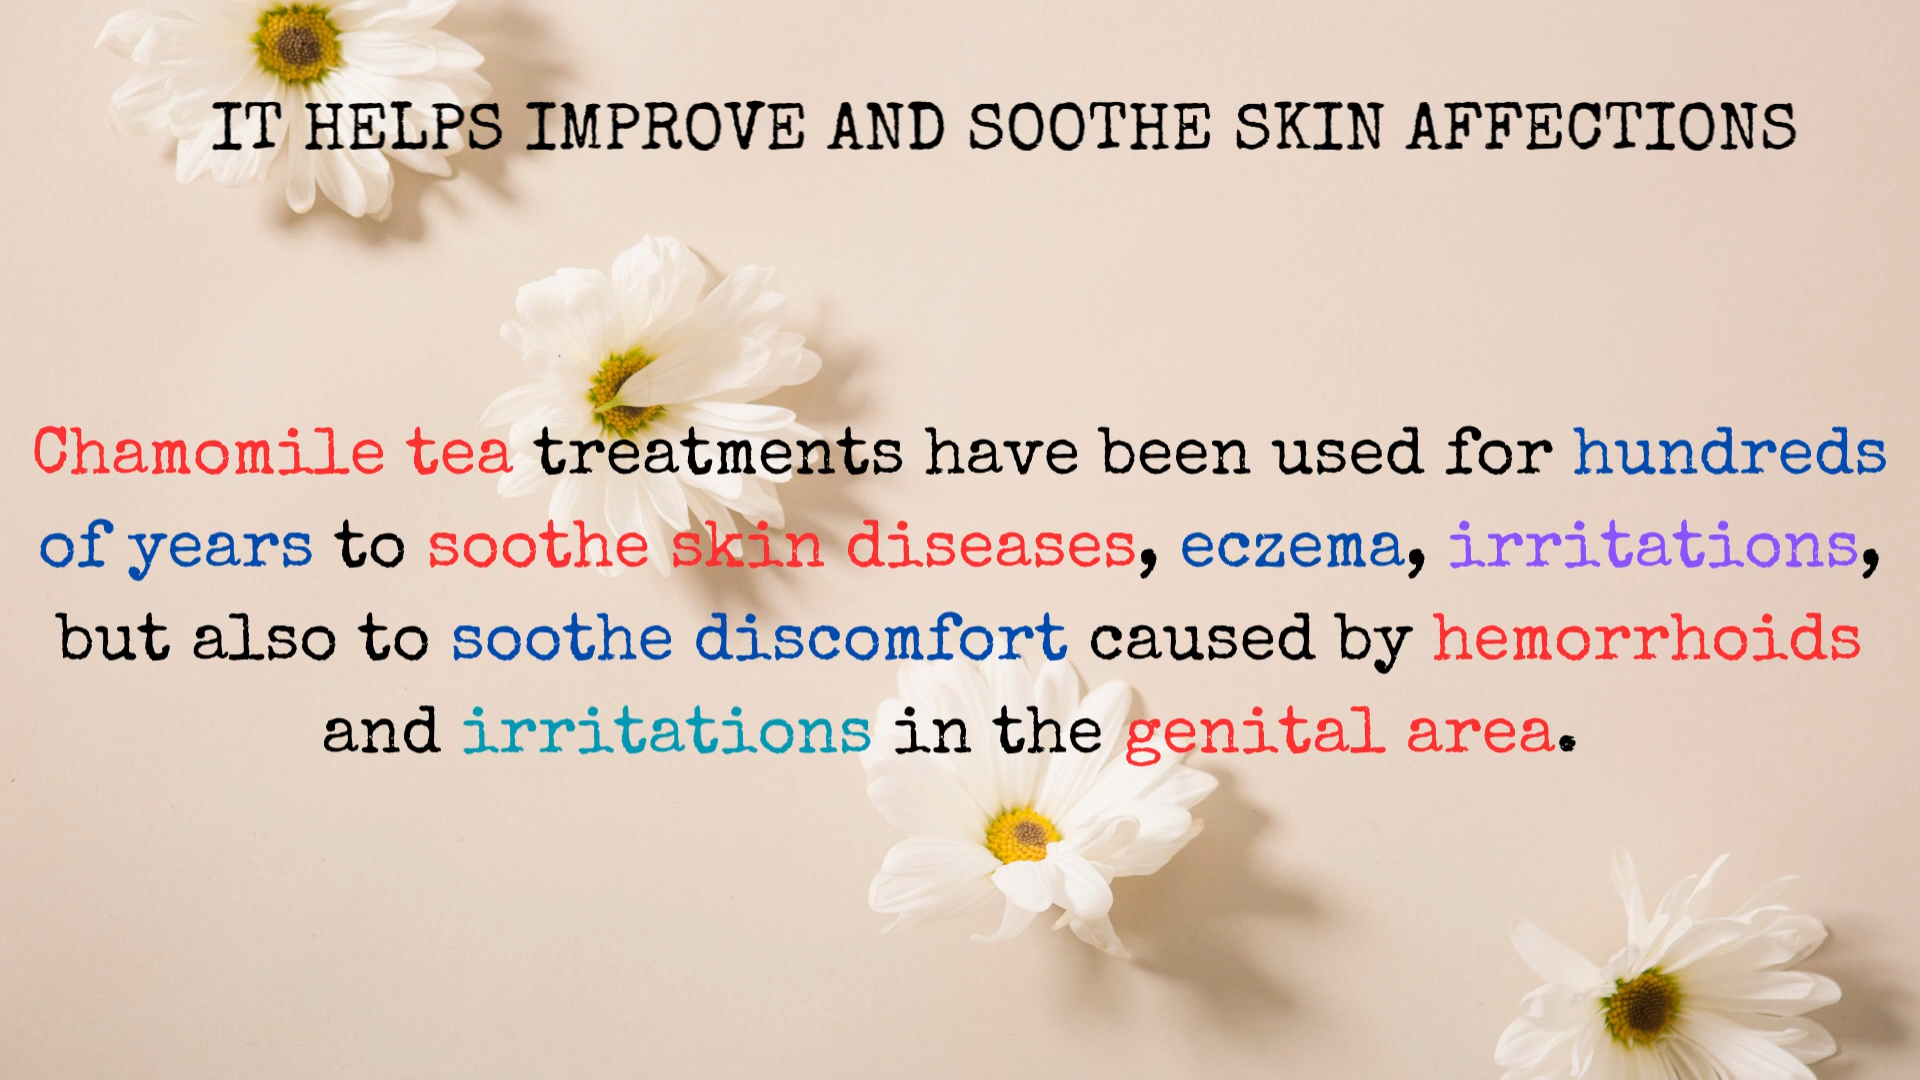 IT HELPS IMPROVE AND SOOTHE SKIN AFFECTIONS
Chamomile tea treatments have been used for hundreds
of years to soothe skin diseases, eczema, irritations,
but also to soothe discomfort caused by hemorrhoids
and irritations in the genital area.